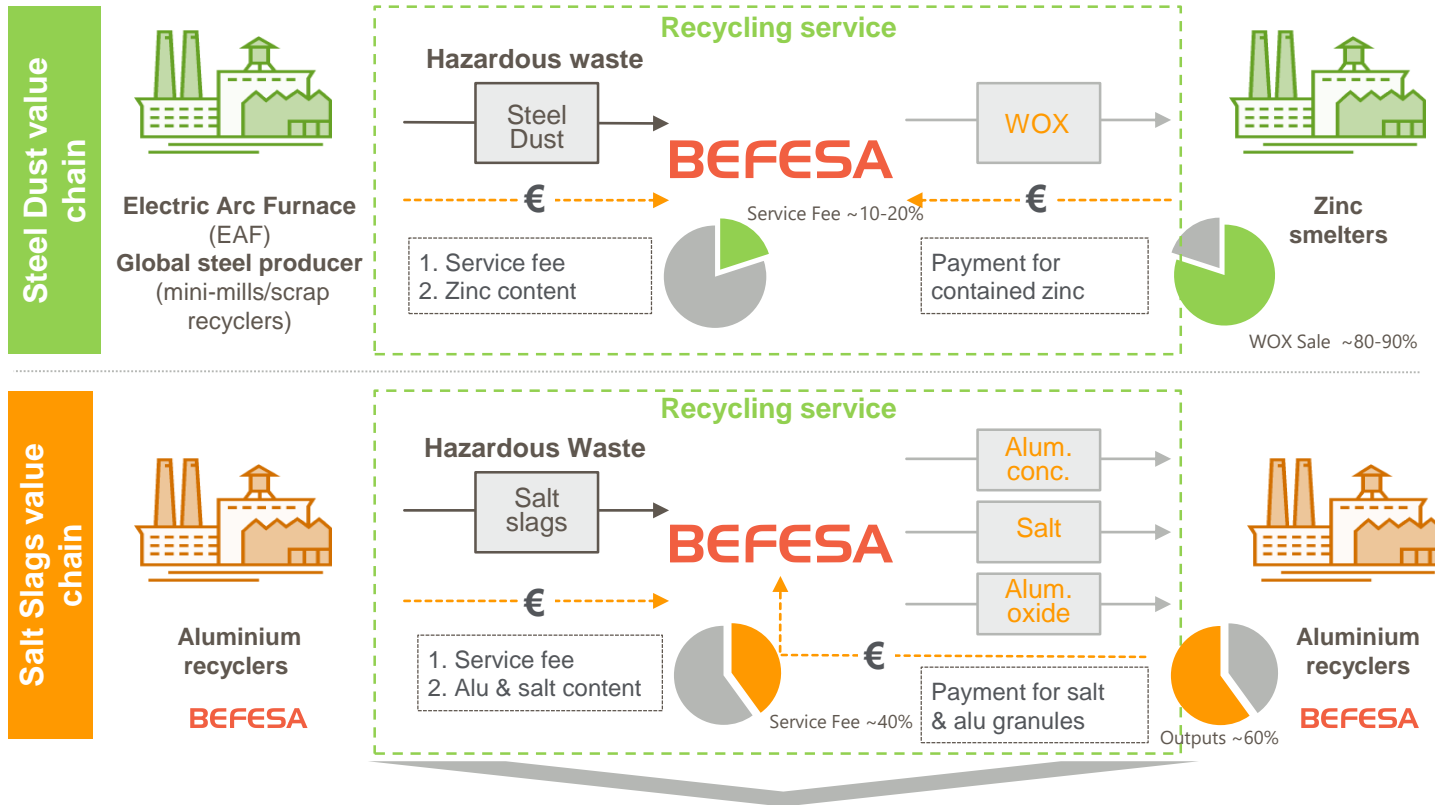 Steel Dust value
chain
Recycling service
Hazardous waste
Steel
Dust
BEFESA
WOX
€
€
Service Fee ~10-20%
Electric Arc Furnace
(EAF)
Global steel producer
(mini-mills/scrap
recyclers)
1. Service fee
2. Zinc content
Payment for
contained zinc
Zinc
smelters
WOX Sale ~80-90%
Salt Slags value
chain
Recycling service
Hazardous Waste
Salt
slags
BEFESA
Alum.
conc.
Salt
Alum.
oxide
€
€
Aluminium
recyclers
BEFESA
1. Service fee
2. Alu & salt content
Service Fee ~40%
Payment for salt
& alu granules
Outputs ~60%
Aluminium
recyclers
BEFESA